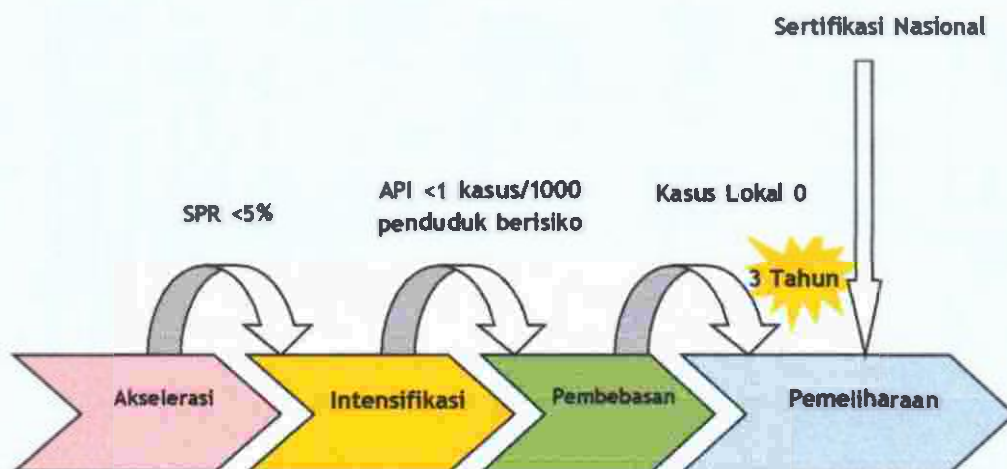 Sertifikasi Nasional
SPR <5%
API <1 kasus/1000
penduduk berisiko
Kasus Lokal 0
3 Tahun
Akselerasi
Intensifikasi
Pembebasan
Pemeliharaan